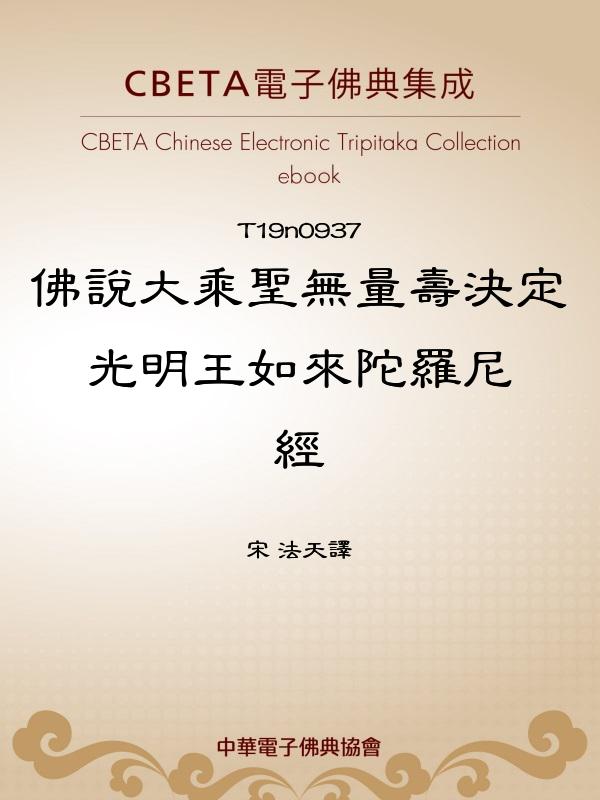 CBETA電子佛典集成
CBETA Chinese Electronic Tripitaka Collection
ebook
T19n0937
佛說大乘聖無量壽決定
光明王如來陀羅尼
經
宋 法天譯
中華電子佛典協會